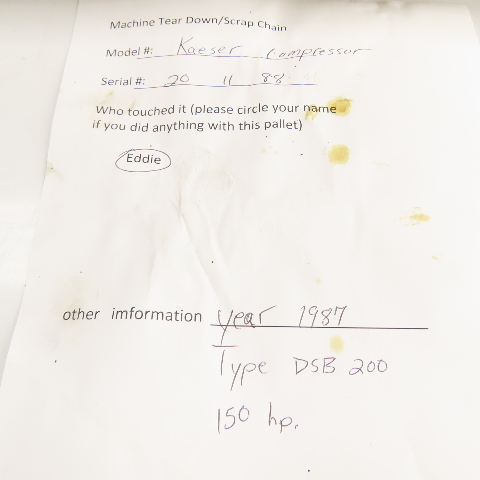 Machine Tear Down/Scrap Chain
Model #: Kaeser Compressor
Serial #: 20 11 88
Who touched it (please circle your name
if you did anything with this pallet)
Eddie
other imformation year 1987
Type DSB 200
150 hp.